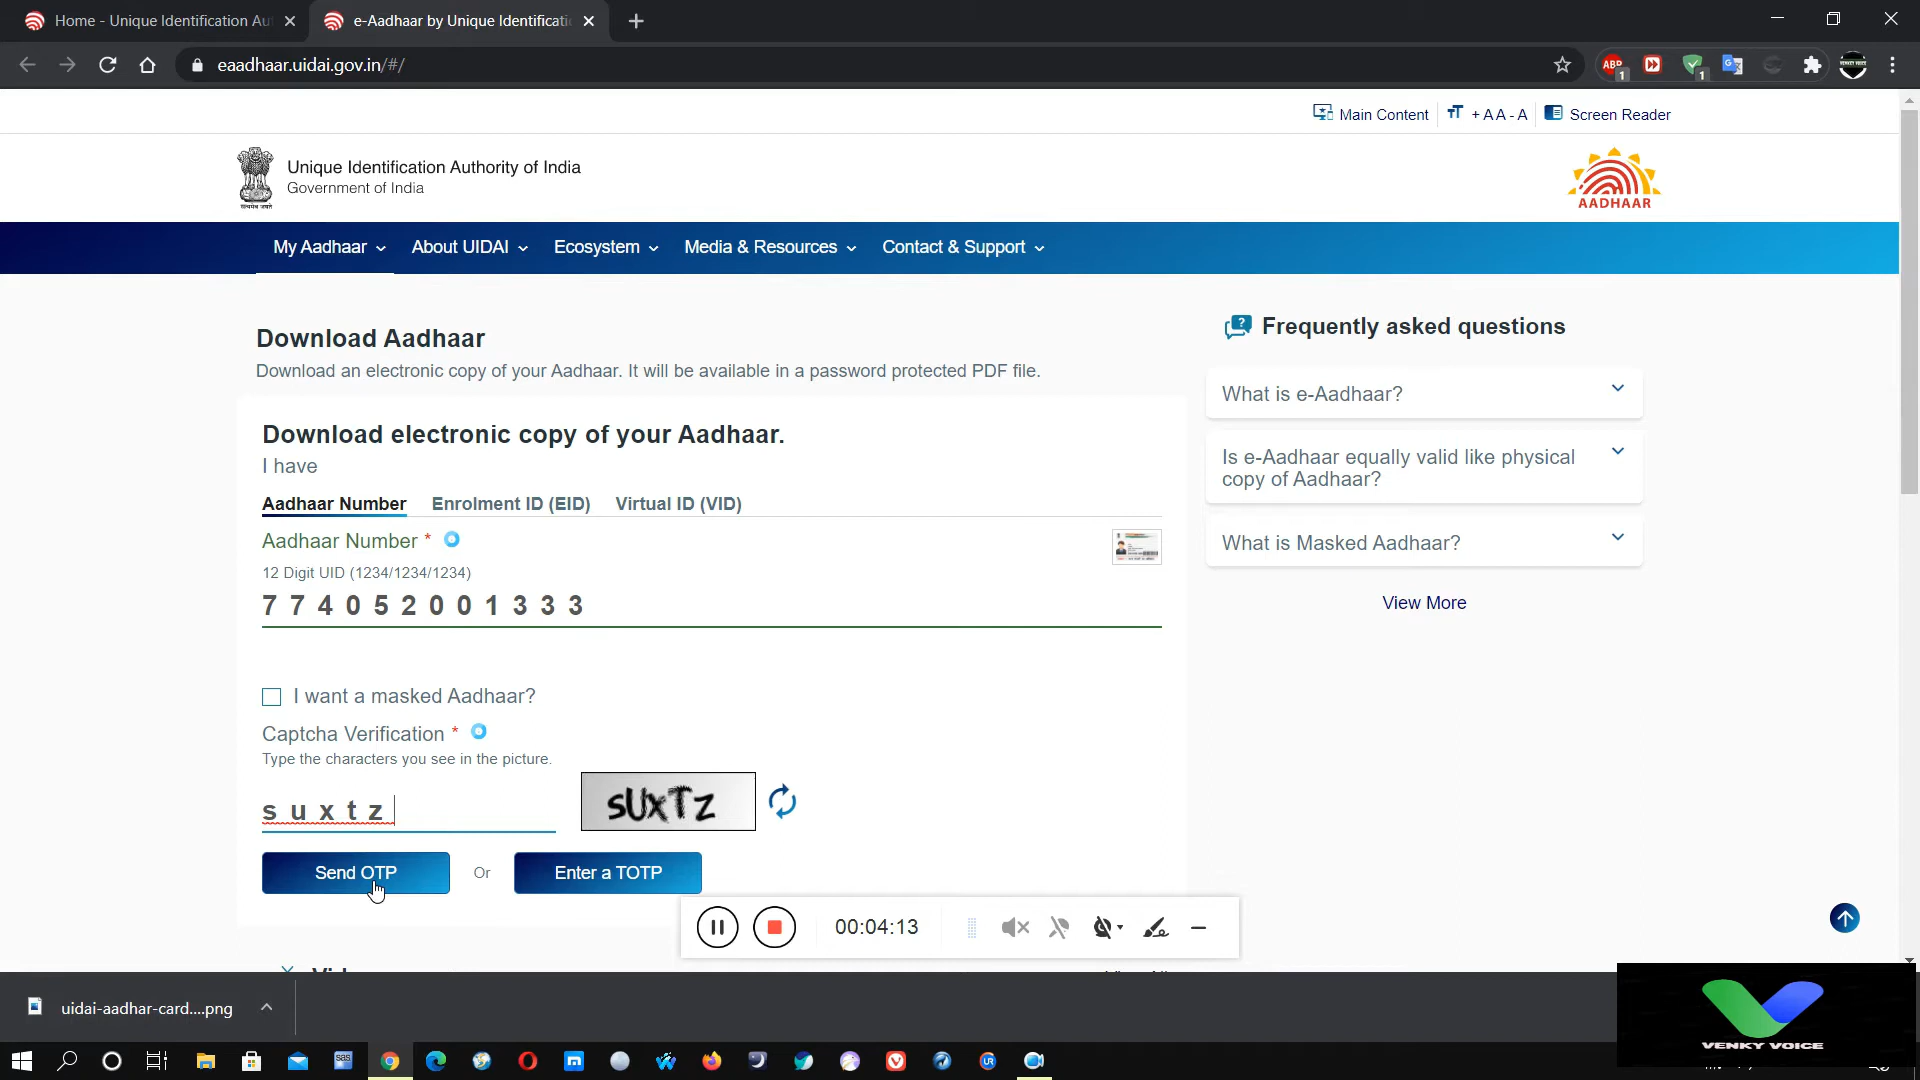 Home - Unique Identification Au
e-Aadhaar by Unique Identificati
eaadhaar.uidai.gov.in/#/
ABP 1
1
Main Content
+ A A - A
Screen Reader
Unique Identification Authority of India
Government of India
AADHAAR
My Aadhaar
About UIDAI
Ecosystem
Media & Resources
Contact & Support
Download Aadhaar
Download an electronic copy of your Aadhaar. It will be available in a password protected PDF file.
Download electronic copy of your Aadhaar.
I have
Aadhaar Number
Enrolment ID (EID)
Virtual ID (VID)
Aadhaar Number *
12 Digit UID (1234/1234/1234)
7 7 4 0 5 2 0 0 1 3 3 3
I want a masked Aadhaar?
Captcha Verification *
Type the characters you see in the picture.
s u x t z
sUxTz
Send OTP
Or
Enter a TOTP
Frequently asked questions
What is e-Aadhaar?
Is e-Aadhaar equally valid like physical
copy of Aadhaar?
What is Masked Aadhaar?
View More
00:04:13
uidai-aadhar-card....png
VENKY VOICE